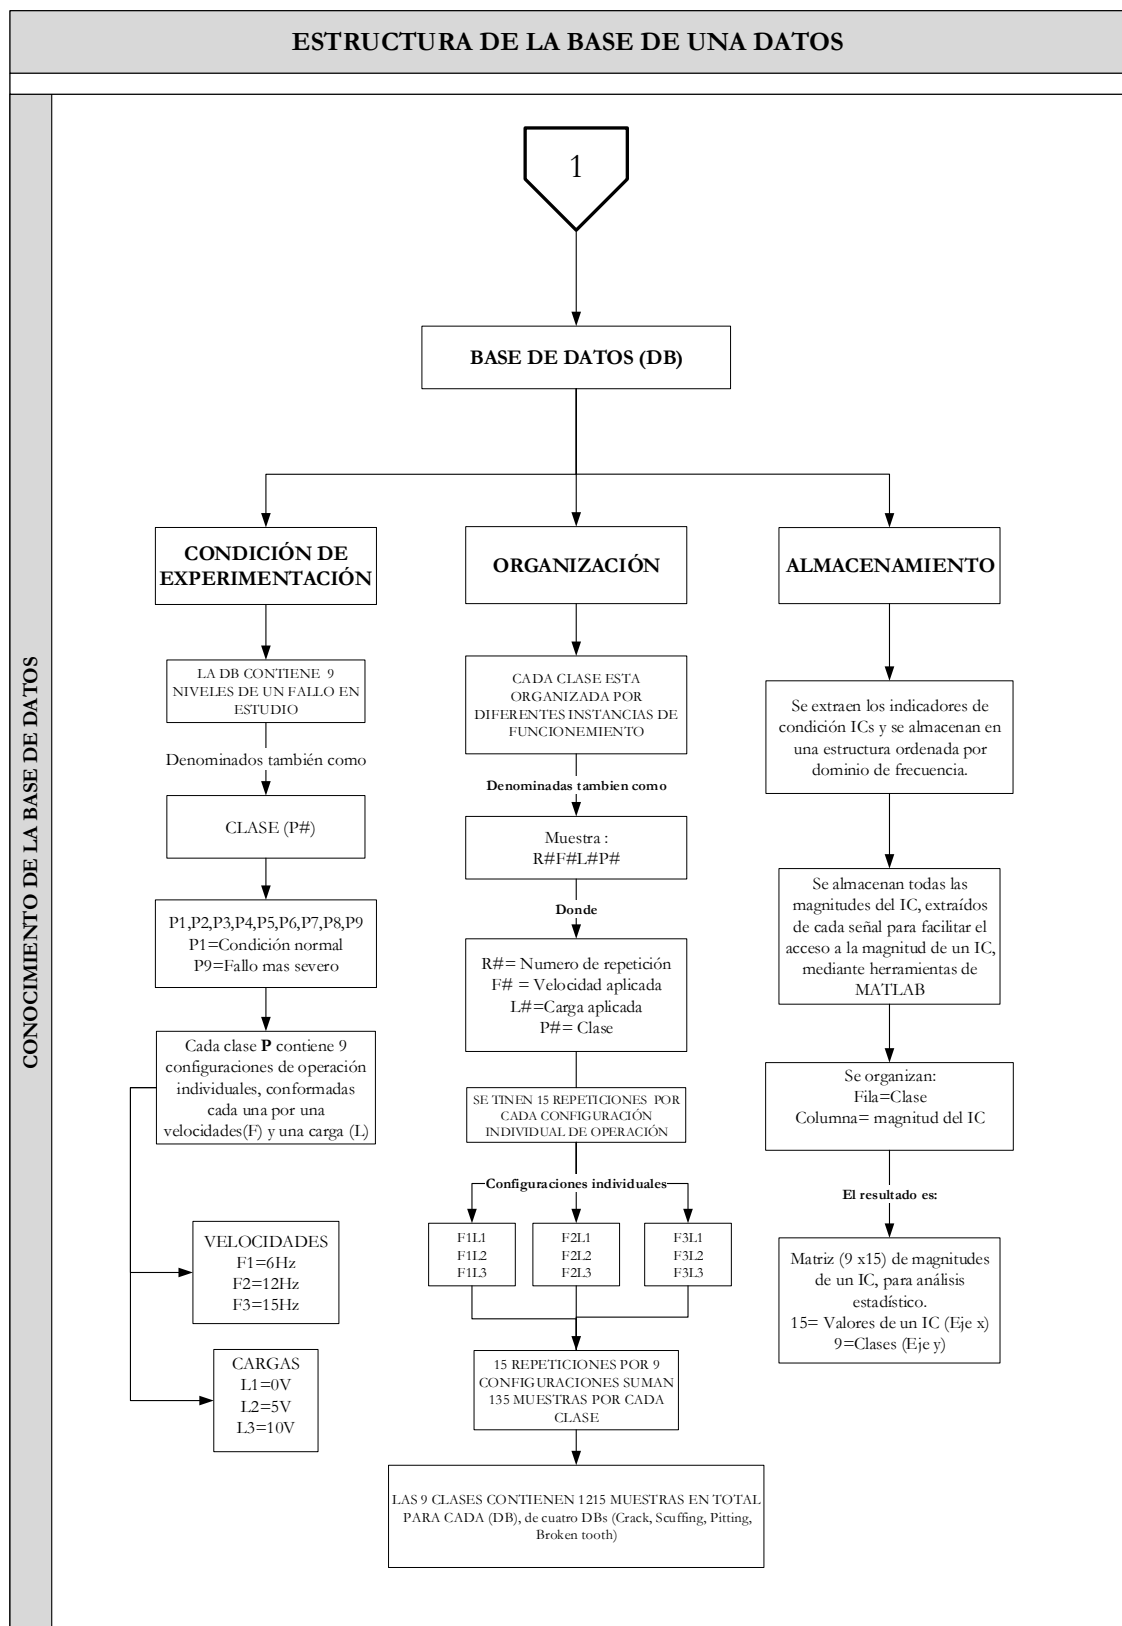 ESTRUCTURA DE LA BASE DE UNA DATOS
CONOCIMIENTO DE LA BASE DE DATOS
1
BASE DE DATOS (DB)
CONDICIÓN DE
EXPERIMENTACIÓN
LA DB CONTIENE 9
NIVELES DE UN FALLO EN
ESTUDIO
Denominados también como
CLASE (P#)
P1,P2,P3,P4,P5,P6,P7,P8,P9
P1=Condición normal
P9=Fallo mas severo
Cada clase P contiene 9
configuraciones de operación
individuales, conformadas
cada una por una
velocidades(F) y una carga (L)
VELOCIDADES
F1=6Hz
F2=12Hz
F3=15Hz
CARGAS
L1=0V
L2=5V
L3=10V
ORGANIZACIÓN
CADA CLASE ESTA
ORGANIZADA POR
DIFERENTES INSTANCIAS DE
FUNCIONEMIENTO
Denominadas tambien como
Muestra :
R#F#L#P#
Donde
R#= Numero de repetición
F# = Velocidad aplicada
L#=Carga aplicada
P#= Clase
SE TINEN 15 REPETICIONES POR
CADA CONFIGURACIÓN
INDIVIDUAL DE OPERACIÓN
Configuraciones individuales
F1L1
F1L2
F1L3
F2L1
F2L2
F2L3
F3L1
F3L2
F3L3
15 REPETICIONES POR 9
CONFIGURACIONES SUMAN
135 MUESTRAS POR CADA
CLASE
LAS 9 CLASES CONTIENEN 1215 MUESTRAS EN TOTAL
PARA CADA (DB), de cuatro DBs (Crack, Scuffing, Pitting,
Broken tooth)
ALMACENAMIENTO
Se extraen los indicadores de
condición ICs y se almacenan en
una estructura ordenada por
dominio de frecuencia.
Se almacenan todas las
magnitudes del IC, extraídos
de cada señal para facilitar el
acceso a la magnitud de un IC,
mediante herramientas de
MATLAB
Se organizan:
Fila=Clase
Columna= magnitud del IC
El resultado es:
Matriz (9 x15) de magnitudes
de un IC, para análisis
estadístico.
15= Valores de un IC (Eje x)
9=Clases (Eje y)